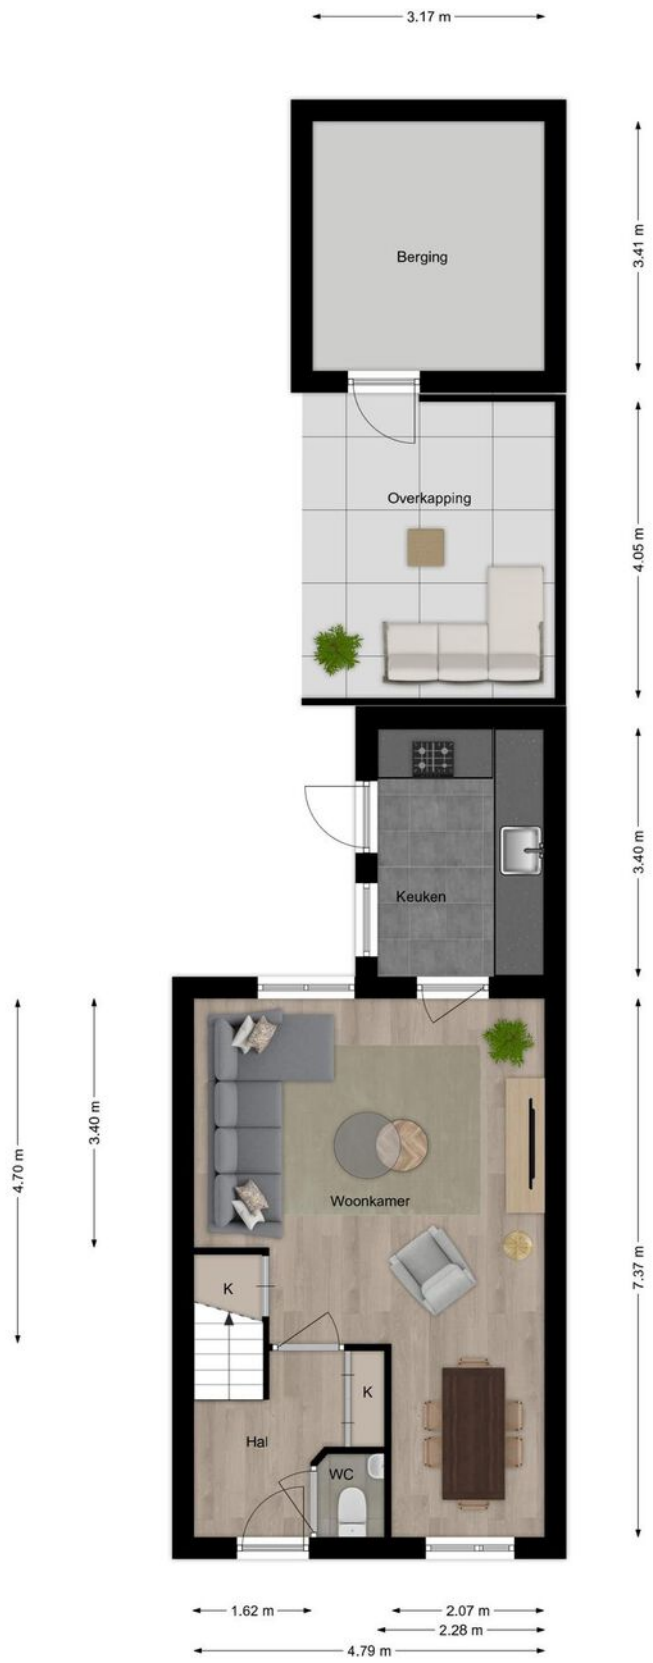 3.17 m
Berging
3.41 m
Overkapping
4.05 m
Keuken
3.40 m
3.40 m
4.70 m
Woonkamer
7.37 m
K
K
Hal
WC
1.62 m
2.07 m
2.28 m
4.79 m